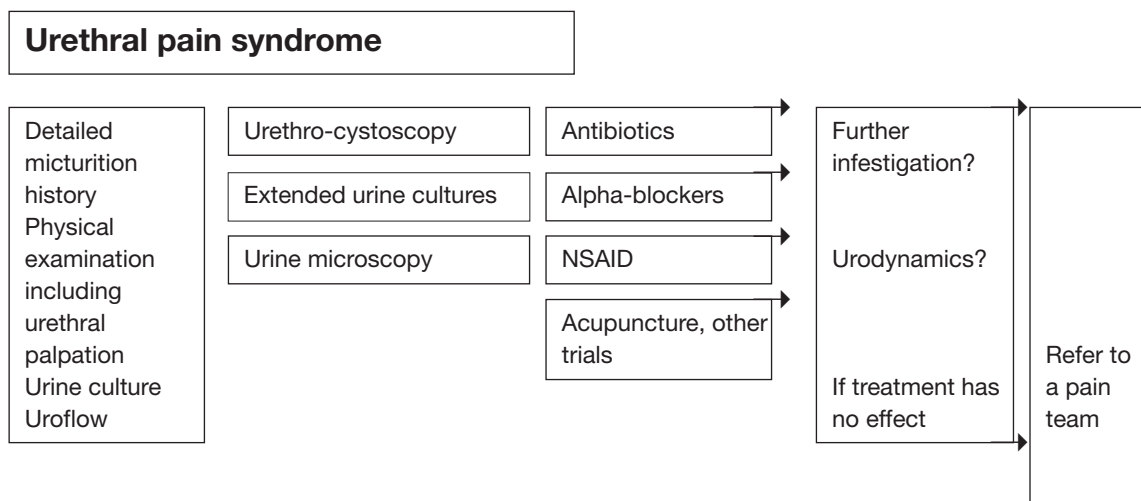 Urethral pain syndrome
Detailed
micturition
history
Physical
examination
including
urethral
palpation
Urine culture
Uroflow
Urethro-cystoscopy
Extended urine cultures
Urine microscopy
Antibiotics
Alpha-blockers
NSAID
Acupuncture, other
trials
Further
infestigation?
Urodynamics?
If treatment has
no effect
Refer to
a pain
team